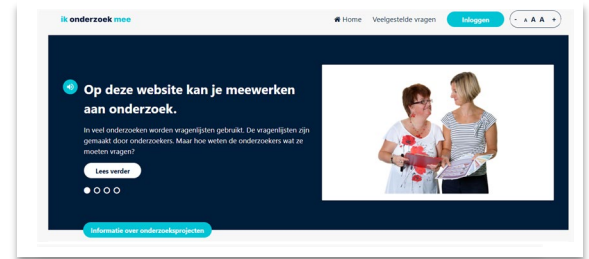 ik onderzoek mee
Home Veelgestelde vragen Inloggen - A A A +
Op deze website kan je meewerken
aan onderzoek.
In veel onderzoeken worden vragenlijsten gebruikt. De vragenlijsten zijn
gemaakt door onderzoekers. Maar hoe weten de onderzoekers wat ze
moeten vragen?
Lees verder
Informatie over onderzoeksprojecten